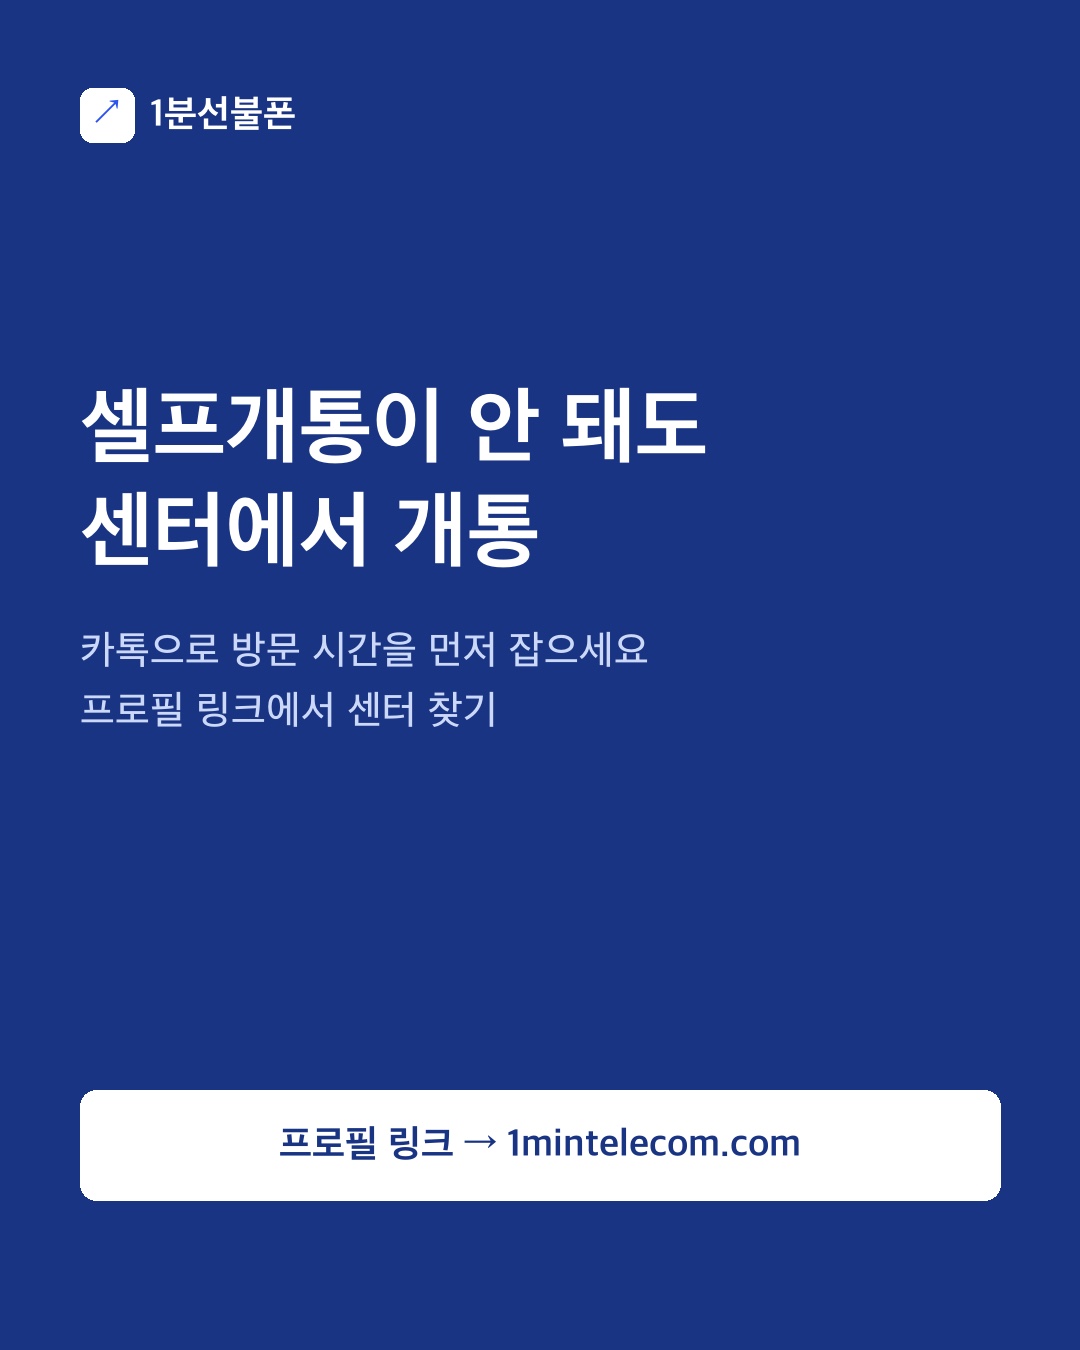 ↗ 1분선불폰
셀프개통이 안 돼도
센터에서 개통
카톡으로 방문 시간을 먼저 잡으세요
프로필 링크에서 센터 찾기
프로필 링크 → 1mintelecom.com